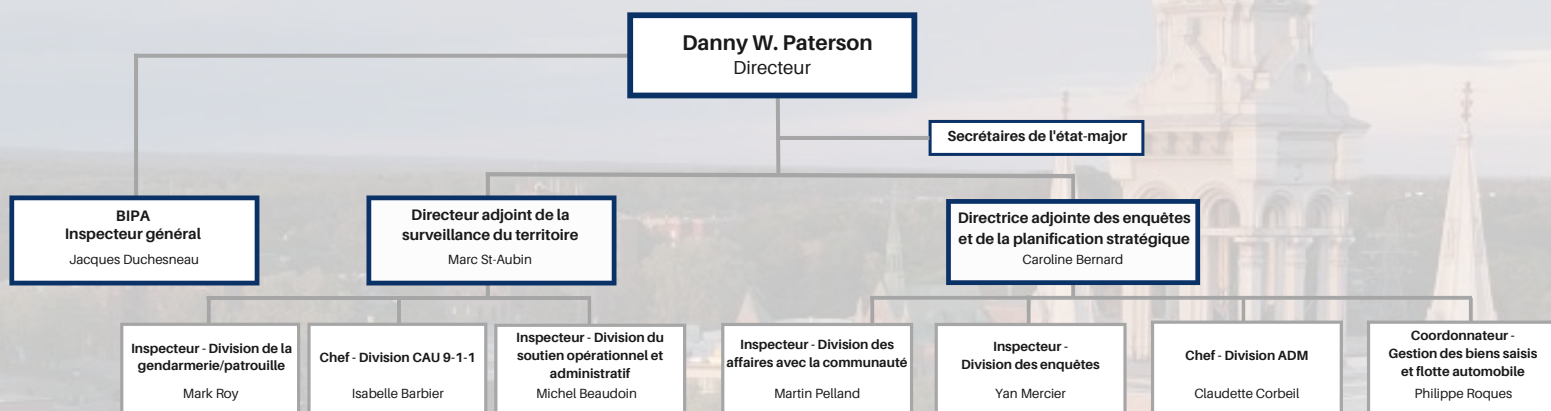 Danny W. Paterson
Directeur
Secrétaires de l'état-major
BIPA
Inspecteur général
Jacques Duchesneau
Directeur adjoint de la
surveillance du territoire
Marc St-Aubin
Directrice adjointe des enquêtes
et de la planification stratégique
Caroline Bernard
Inspecteur - Division de la
gendarmerie/patrouille
Mark Roy
Chef - Division CAU 9-1-1
Isabelle Barbier
Inspecteur - Division du
soutien opérationnel et
administratif
Michel Beaudoin
Inspecteur - Division des
affaires avec la communauté
Martin Pelland
Inspecteur -
Division des enquêtes
Yan Mercier
Chef - Division ADM
Claudette Corbeil
Coordonnateur -
Gestion des biens saisis
et flotte automobile
Philippe Roques